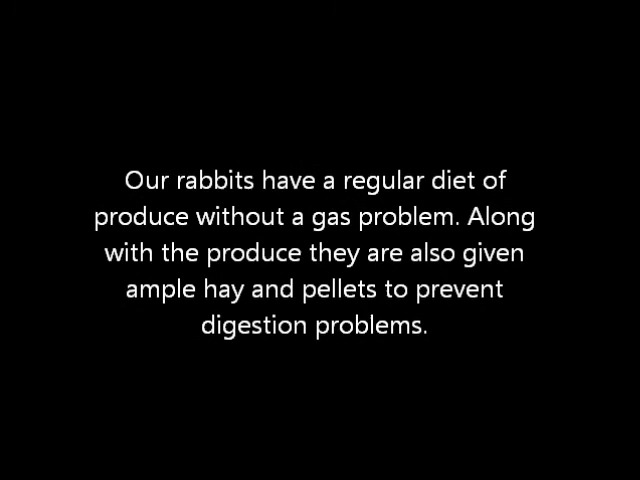 Our rabbits have a regular diet of
produce without a gas problem. Along
with the produce they are also given
ample hay and pellets to prevent
digestion problems.